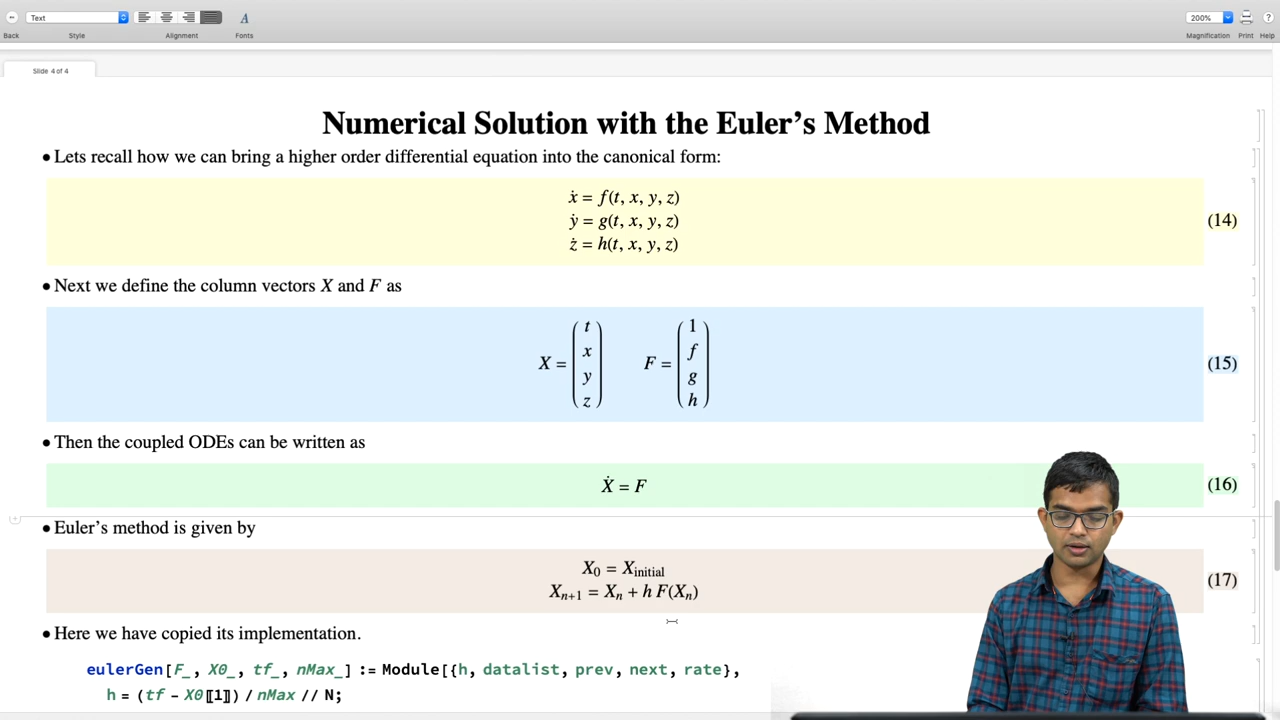 Text
200%
Back
Style
Alignment
Fonts
Magnification
Print
Help
Slide 4 of 4
Numerical Solution with the Euler's Method
• Lets recall how we can bring a higher order differential equation into the canonical form:
ẋ = f(t, x, y, z)
ẏ = g(t, x, y, z)
ż = h(t, x, y, z)
(14)
• Next we define the column vectors X and F as
X = ( t x y z ) F = ( 1 f g h )
(15)
• Then the coupled ODEs can be written as
Ẋ = F
(16)
• Euler's method is given by
X₀ = X_initial
Xₙ₊₁ = Xₙ + h F(Xₙ)
(17)
• Here we have copied its implementation.
eulerGen[F_, X0_, tf_, nMax_] := Module[{h, datalist, prev, next, rate},
h = (tf - X0〚1〛) / nMax // N;